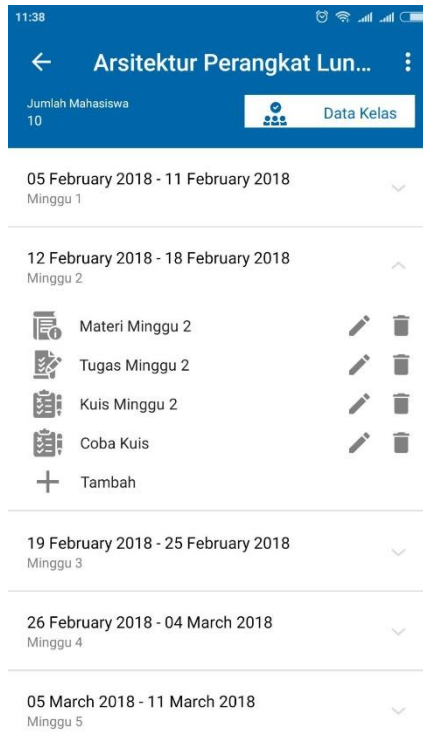 11:38
Arsitektur Perangkat Lun...
Jumlah Mahasiswa
10
Data Kelas
05 February 2018 - 11 February 2018
Minggu 1
12 February 2018 - 18 February 2018
Minggu 2
Materi Minggu 2
Tugas Minggu 2
Kuis Minggu 2
Coba Kuis
Tambah
19 February 2018 - 25 February 2018
Minggu 3
26 February 2018 - 04 March 2018
Minggu 4
05 March 2018 - 11 March 2018
Minggu 5